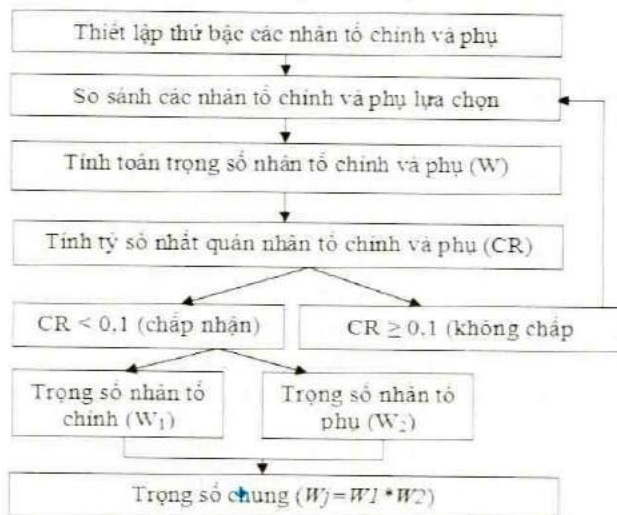 Thiết lập thứ bậc các nhân tố chính và phụ
So sánh các nhân tố chính và phụ lựa chọn
Tính toán trọng số nhân tố chính và phụ (W)
Tính tỷ số nhất quán nhân tố chính và phụ (CR)
CR < 0,1 (chấp nhận)
CR ≥ 0,1 (không chấp
Trọng số nhân tố
chính (W₁)
Trọng số nhân tố
phụ (W₂)
Trọng số chung (Wj=W1*W2)